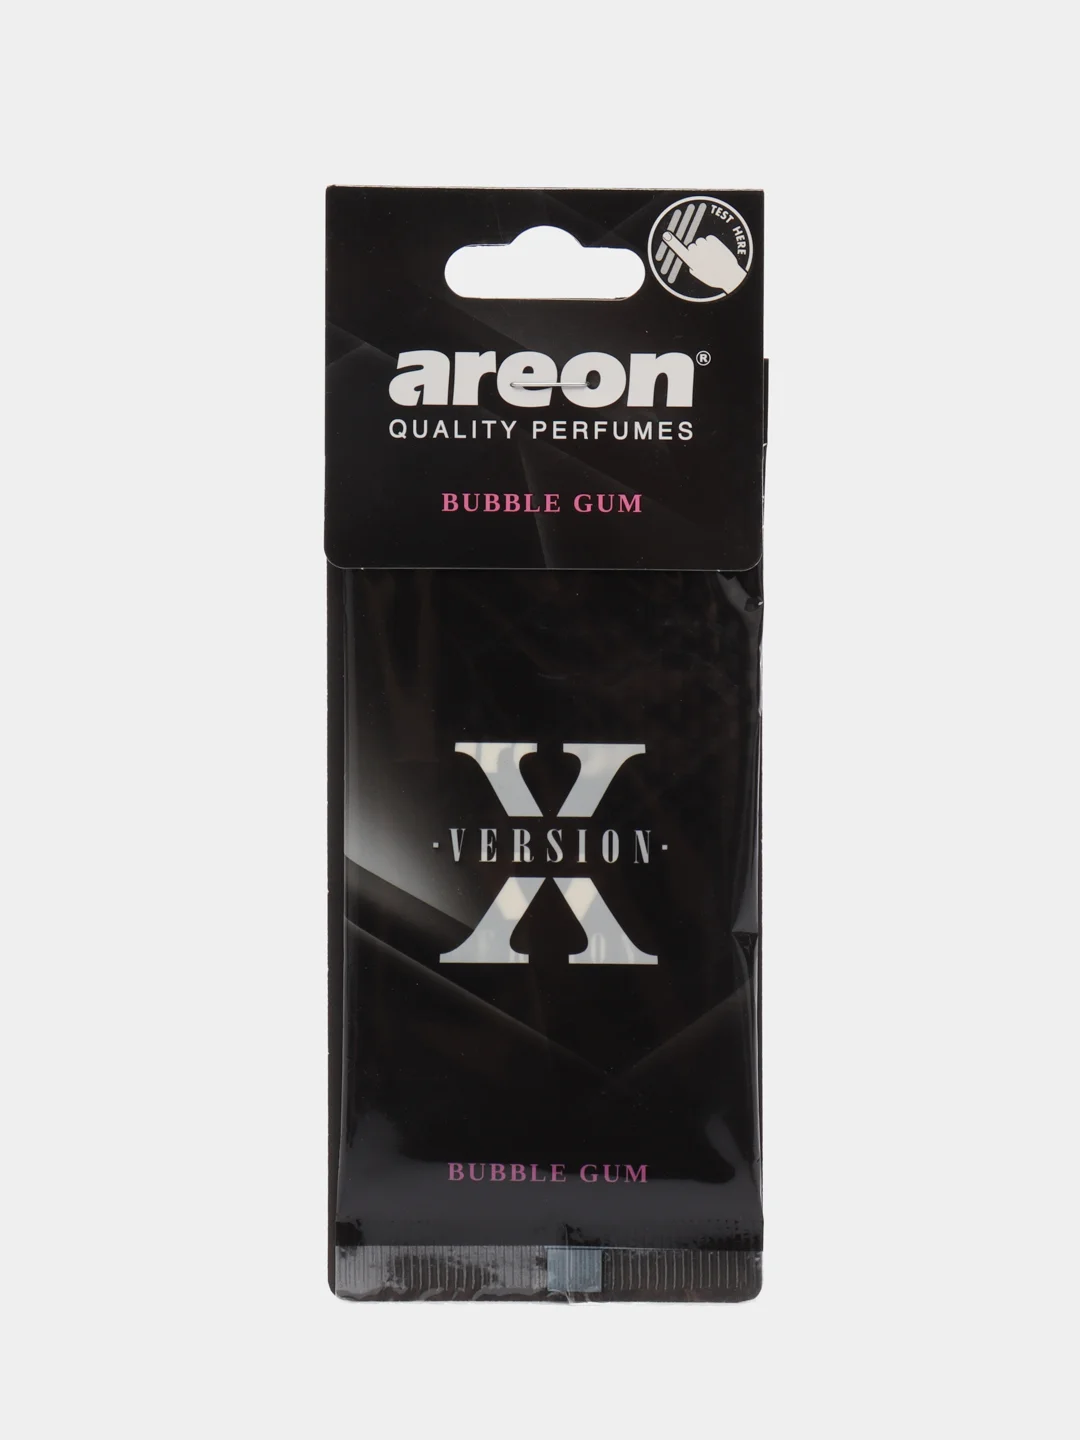 TEST HERE
areon®
QUALITY PERFUMES
BUBBLE GUM
X
·VERSION·
BUBBLE GUM